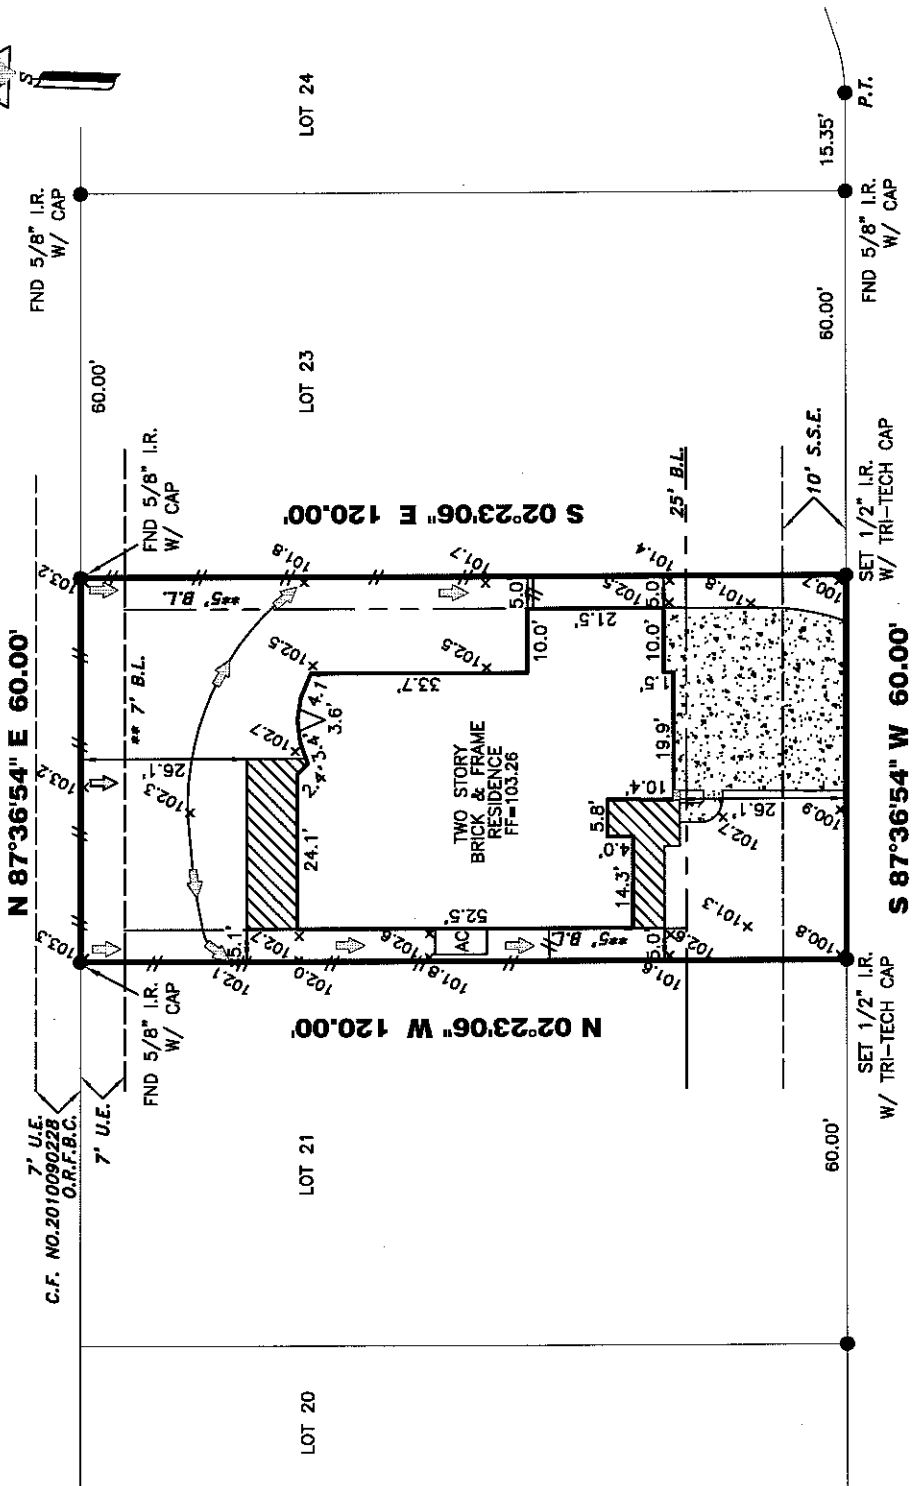 S
LOT 24
P.T.
15.35'
FND 5/8" I.R.
W/ CAP
FND 5/8" I.R.
W/ CAP
60.00'
LOT 23
60.00'
FND 5/8" I.R.
W/ CAP
SET 1/2" I.R.
W/ TRI-TECH CAP
10' S.S.E.
25' B.L.
S 02°23'06" E 120.00'
N 87°36'54" E 60.00'
S 87°36'54" W 60.00'
N 02°23'06" W 120.00'
103.2
103.2
103.3
** 7' B.L.
**5' B.L.
101.8
101.7
101.4
5.0
102.5
5.0
101.8
100.7
21.5'
10.0'
10.0'
102.5
102.5
33.7'
4.1
3.6'
102.7
26.1'
102.3
24.1'
TWO STORY
BRICK & FRAME
RESIDENCE
FF=103.26
19.9'
10.4'
5.8'
4.0'
14.3'
26.1'
102.7
100.9
52.5'
AC
5.1'
102.7
102.6
102.1
102.0
101.8
**5' B.L.
5.0
102.6
101.6
101.3
100.8
7' U.E.
C.F. NO.2010090228
O.R.F.B.C.
7' U.E.
FND 5/8" I.R.
W/ CAP
SET 1/2" I.R.
W/ TRI-TECH CAP
LOT 21
60.00'
LOT 20